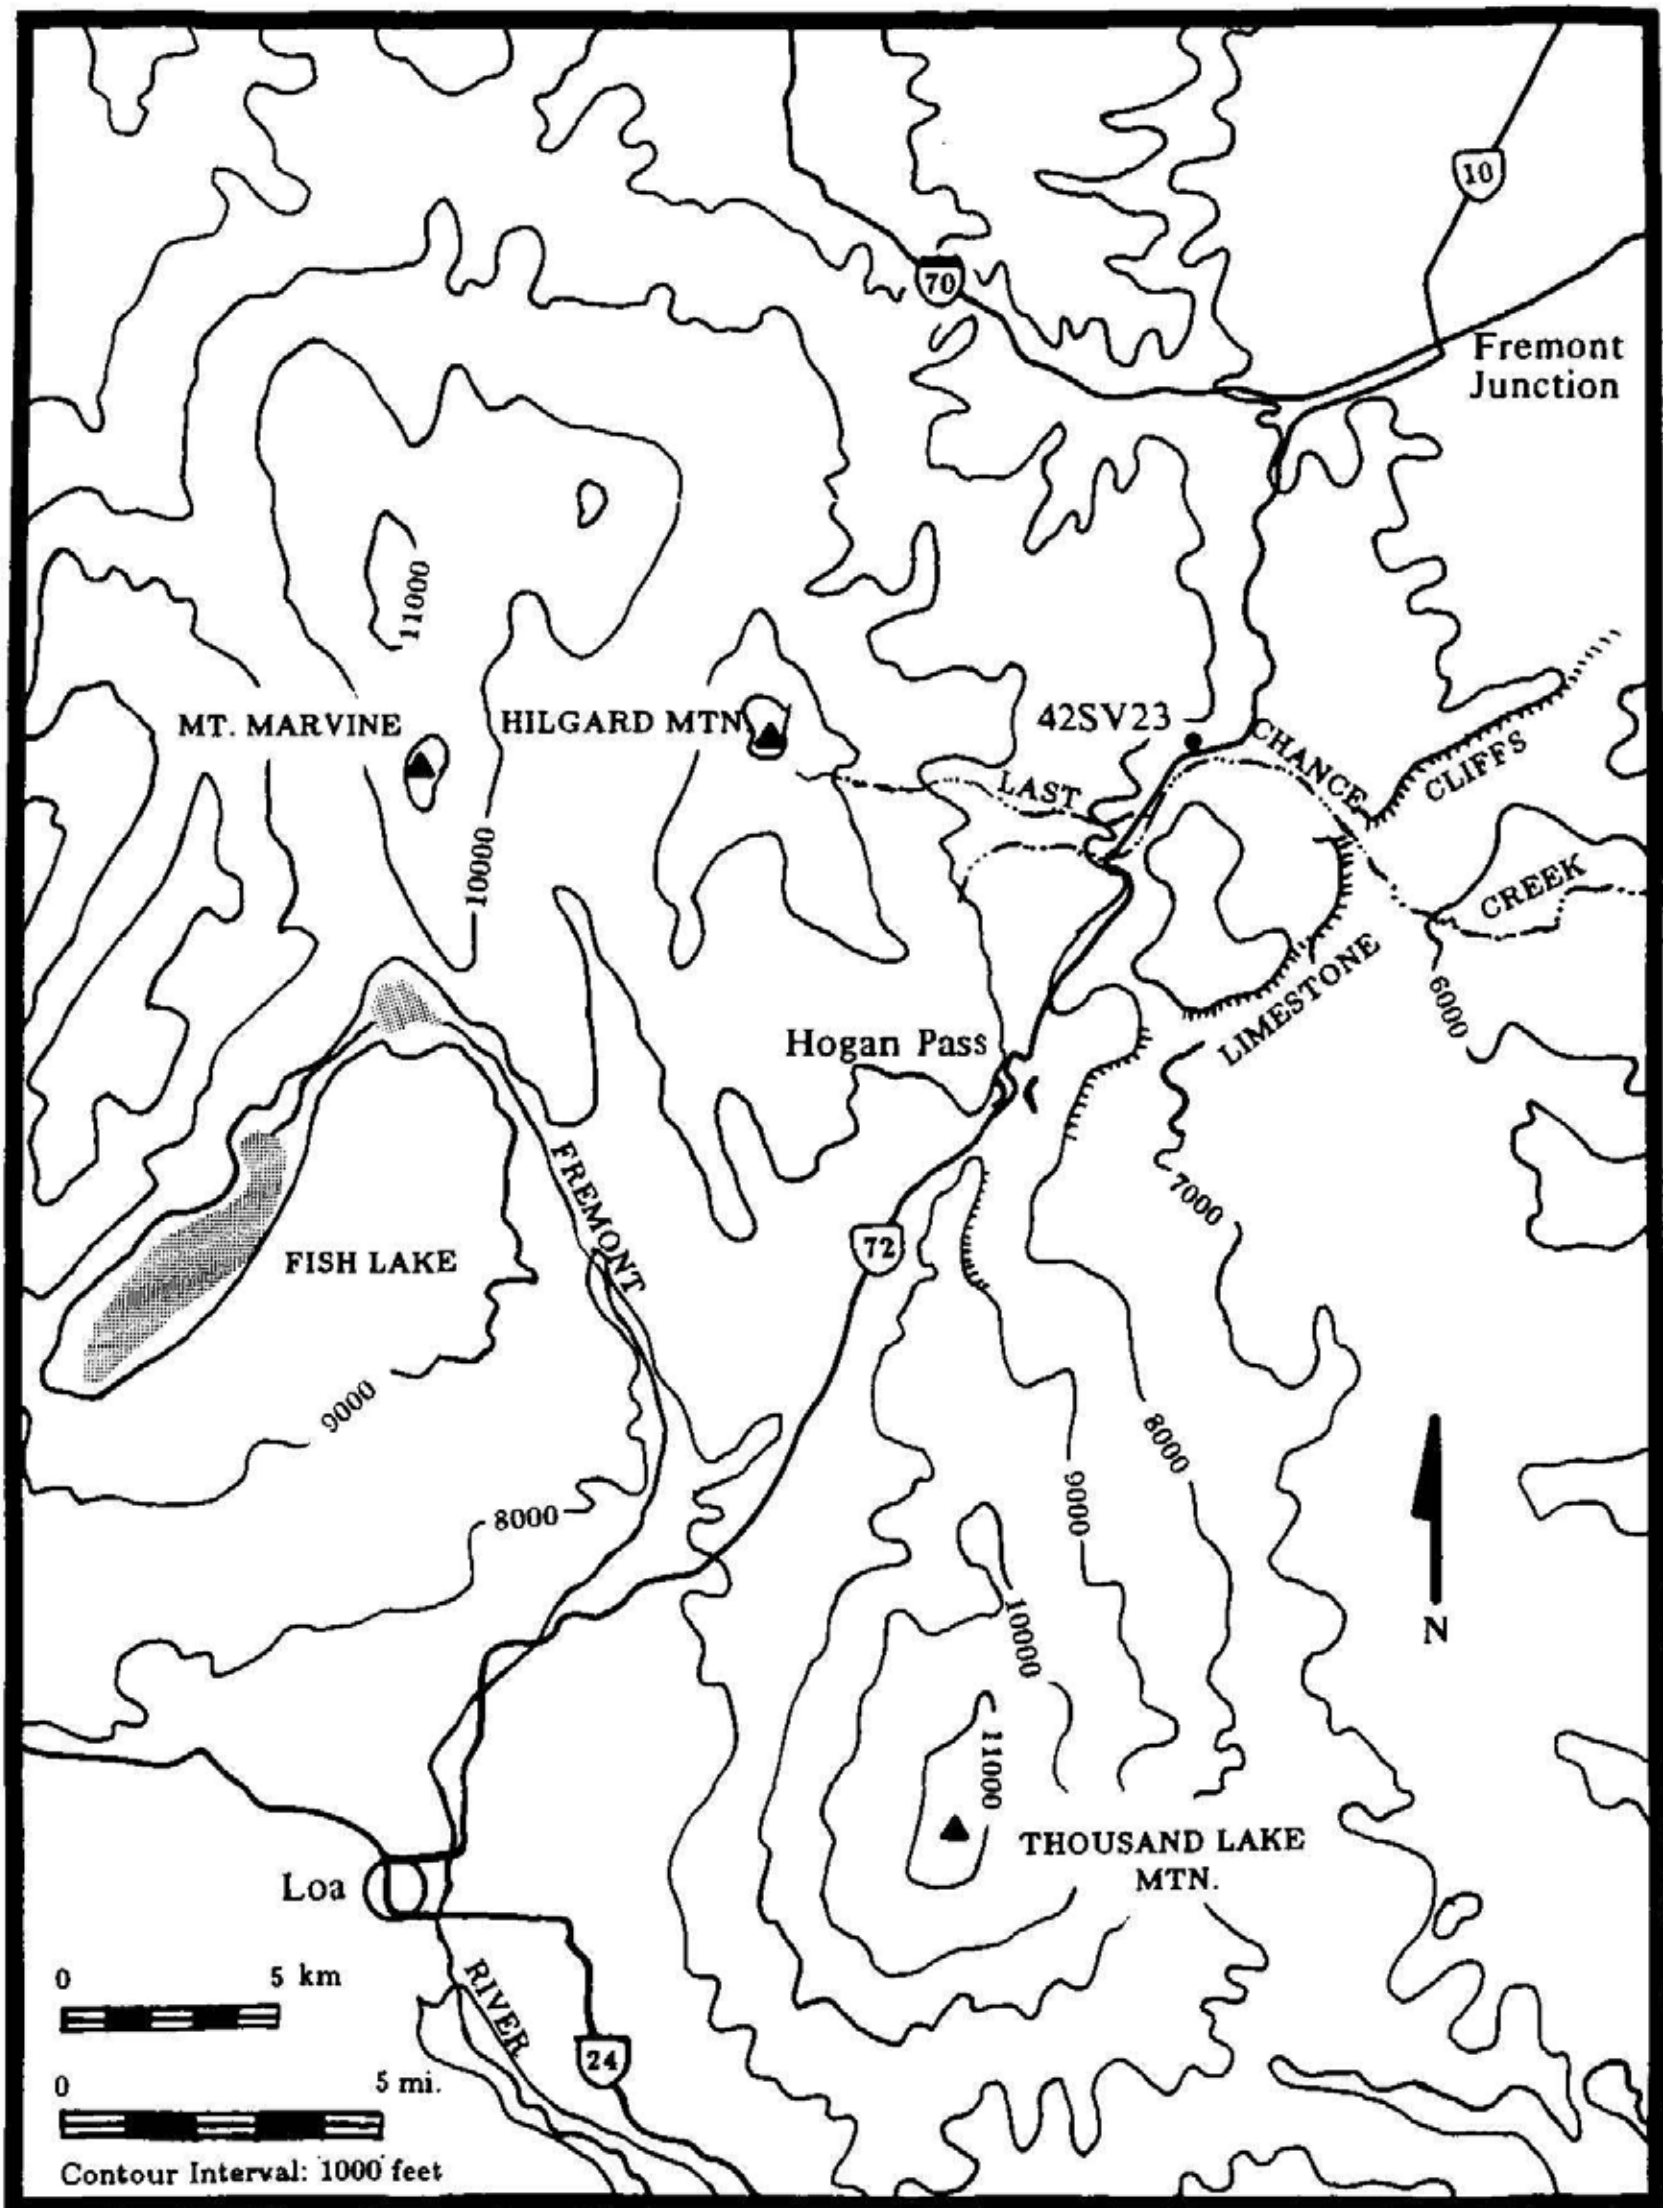 10
70
Fremont
Junction
11000
MT. MARVINE
HILGARD MTN
42SV23
CHANCE
CLIFFS
LAST
10000
CREEK
LIMESTONE
6000
Hogan Pass
7000
FREMONT
72
FISH LAKE
9000
8000
9000
8000
10000
N
11000
THOUSAND LAKE
MTN.
Loa
0 5 km
RIVER
24
0 5 mi.
Contour Interval: 1000 feet